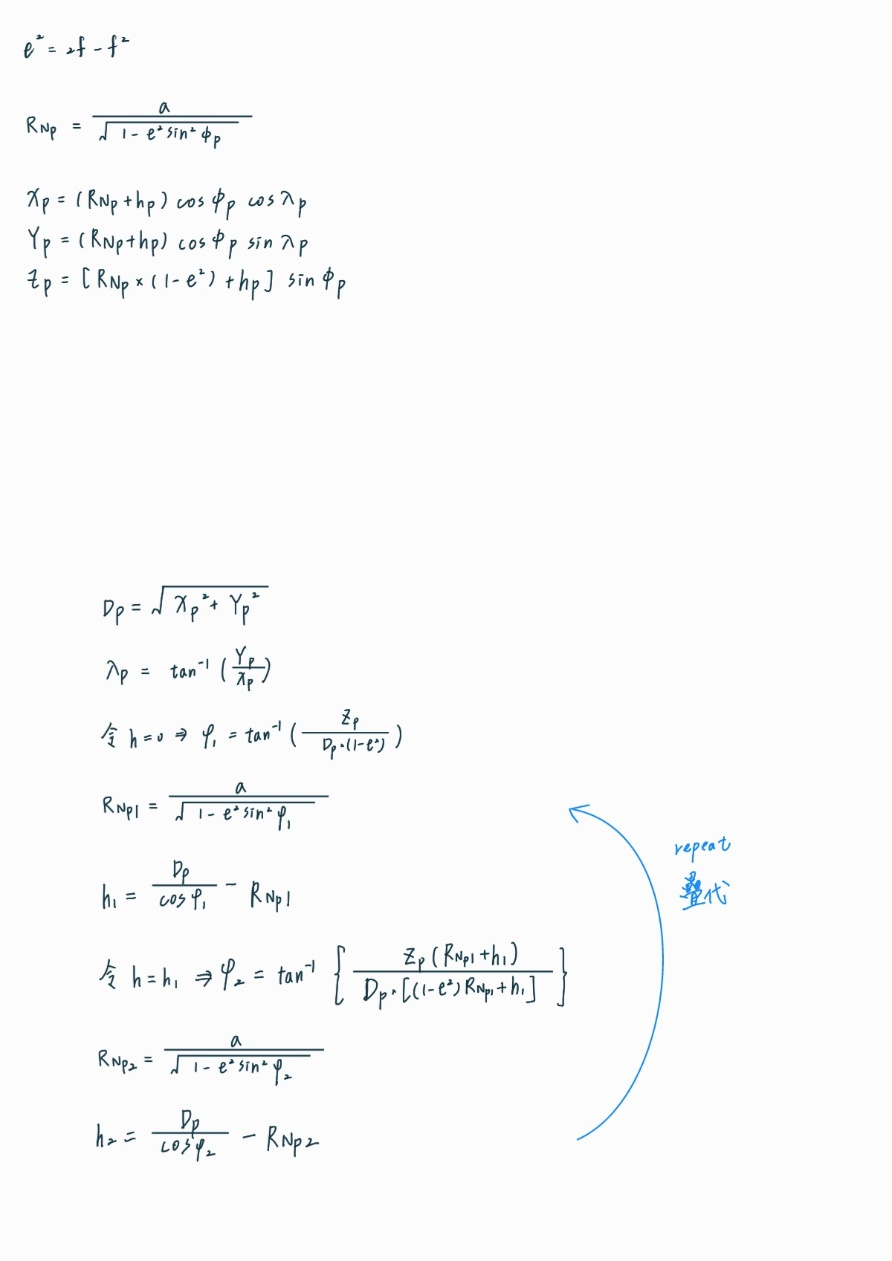 e² = 2f - f²
R_Np = a / √(1 - e² sin² ϕ_p)
X_p = (R_Np + h_p) cos ϕ_p cos λ_p
Y_p = (R_Np + h_p) cos ϕ_p sin λ_p
Z_p = [R_Np × (1 - e²) + h_p] sin ϕ_p
D_p = √(X_p² + Y_p²)
λ_p = tan⁻¹ (Y_p / X_p)
令 h = 0 ⇒ φ₁ = tan⁻¹ (Z_p / (D_p · (1 - e²)))
R_Np1 = a / √(1 - e² sin² φ₁)
h₁ = D_p / cos φ₁ - R_Np1
令 h = h₁ ⇒ φ₂ = tan⁻¹ { Z_p (R_Np1 + h₁) / (D_p · [(1 - e²) R_Np1 + h₁]) }
R_Np2 = a / √(1 - e² sin² φ₂)
h₂ = D_p / cos φ₂ - R_Np2
repeat
疊代